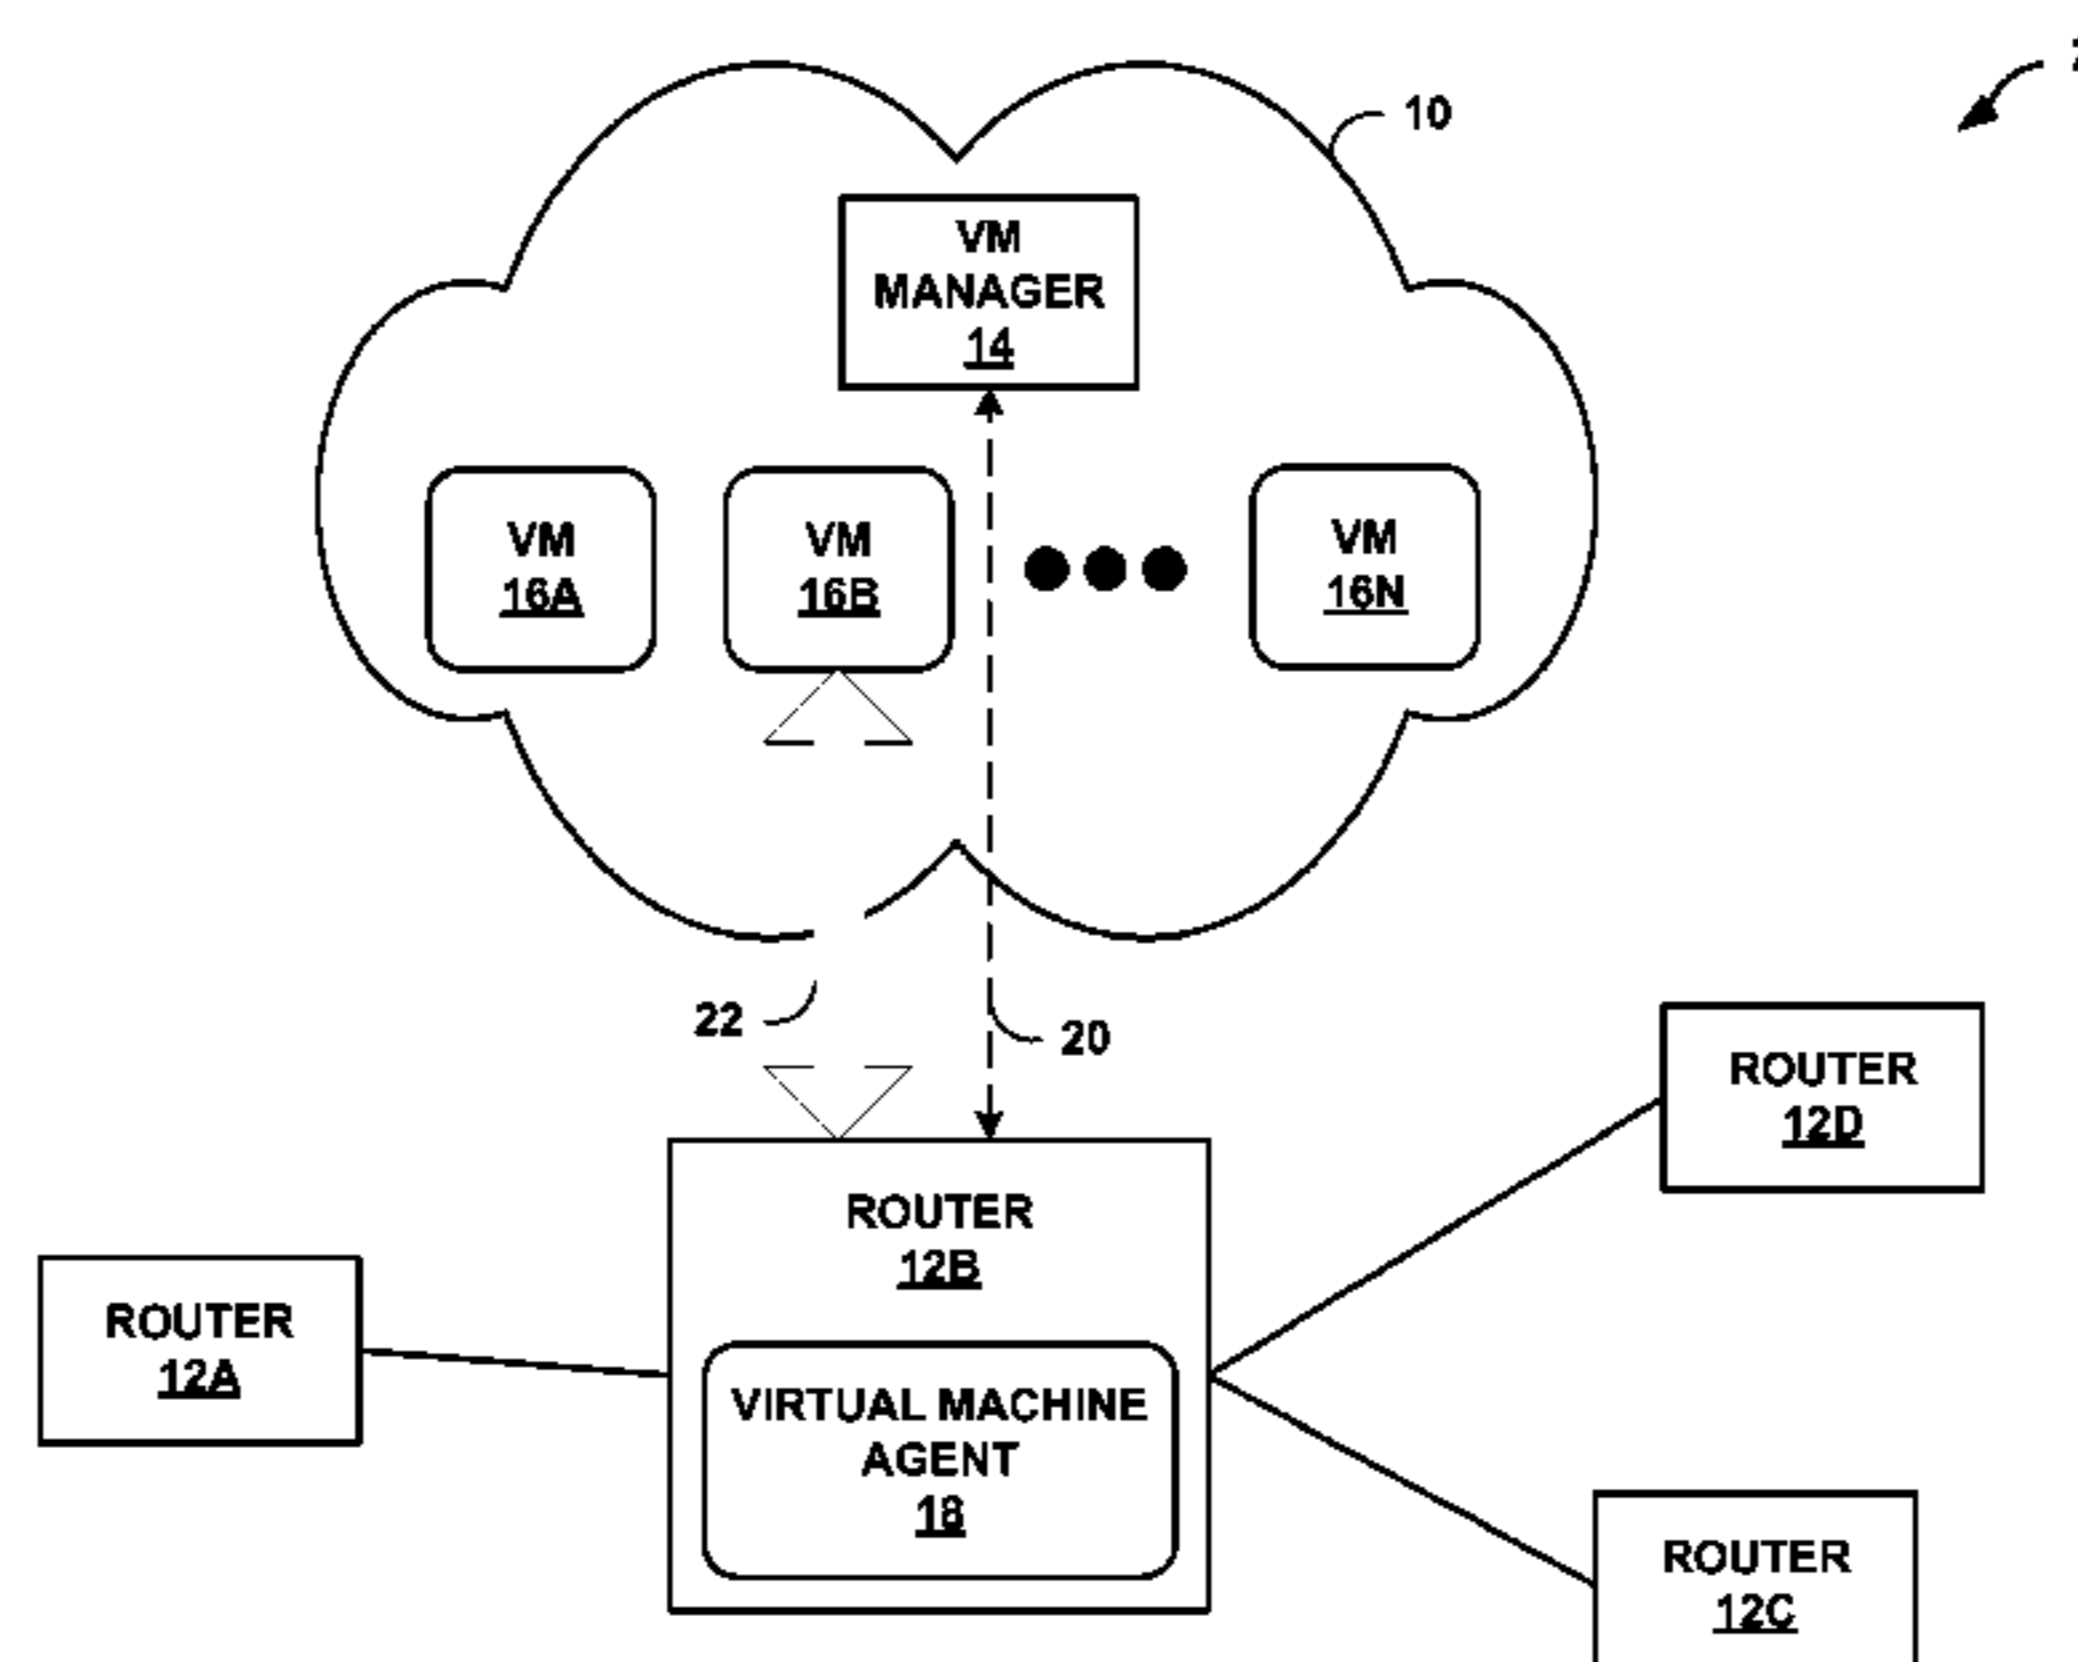 10
VM
MANAGER
14
VM
16A
VM
16B
VM
16N
22
20
ROUTER
12D
ROUTER
12B
ROUTER
12A
VIRTUAL MACHINE
AGENT
18
ROUTER
12C